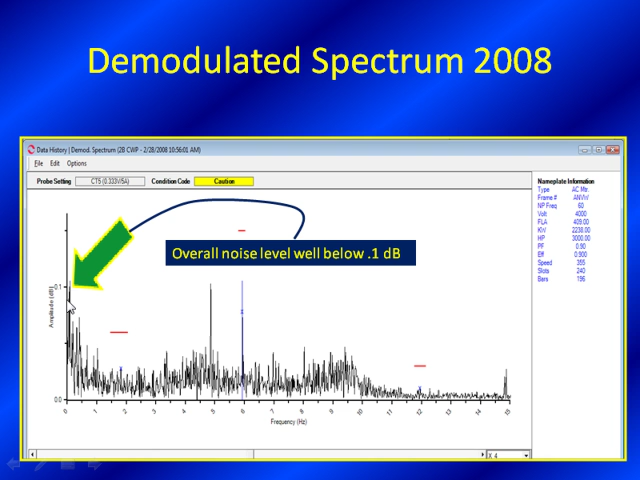 Demodulated Spectrum 2008
Data History | Demod. Spectrum (2B CWP - 2/28/2008 10:56:01 AM)
File Edit Options
Probe Setting CT5 (0.333V/5A) Condition Code Caution
Nameplate Information
Type AC Mtr.
Frame # ANVW
NP Freq 60
Volt 4000
FLA 409.00
KW 2238.00
HP 3000.00
PF 0.90
Eff 0.900
Speed 355
Slots 240
Bars 196
Overall noise level well below .1 dB
0.1
Amplitude (dB)
0.0
0 1 2 3 4 5 6 7 8 9 10 11 12 13 14 15
Frequency (Hz)
X 4